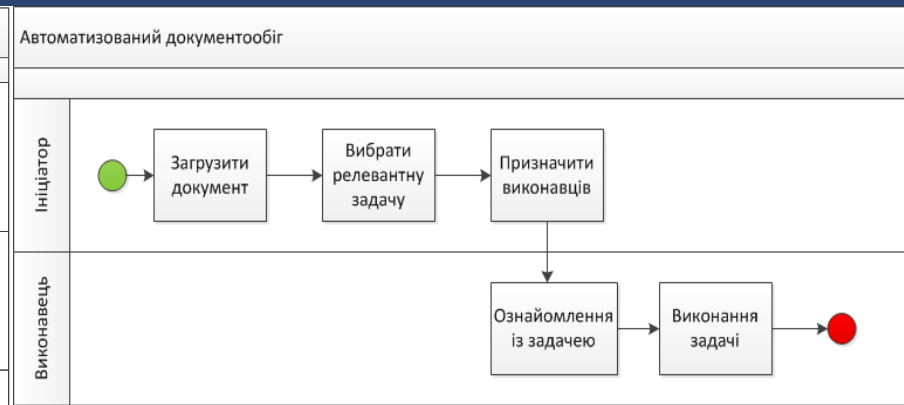 Автоматизований документообіг
Ініціатор
Загрузити
документ
Вибрати
релевантну
задачу
Призначити
виконавців
Виконавець
Ознайомлення
із задачею
Виконання
задачі